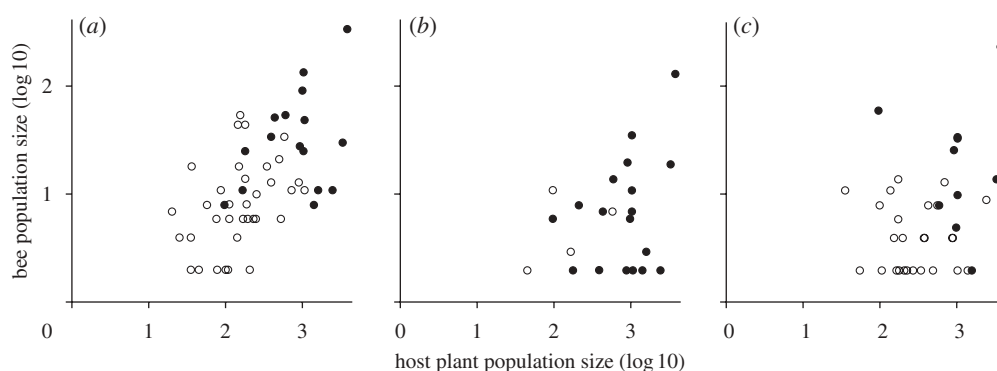 (a) (b) (c)
bee population size (log 10)
2
1
0 1 2 3 0 1 2 3 0 1 2 3
host plant population size (log 10)